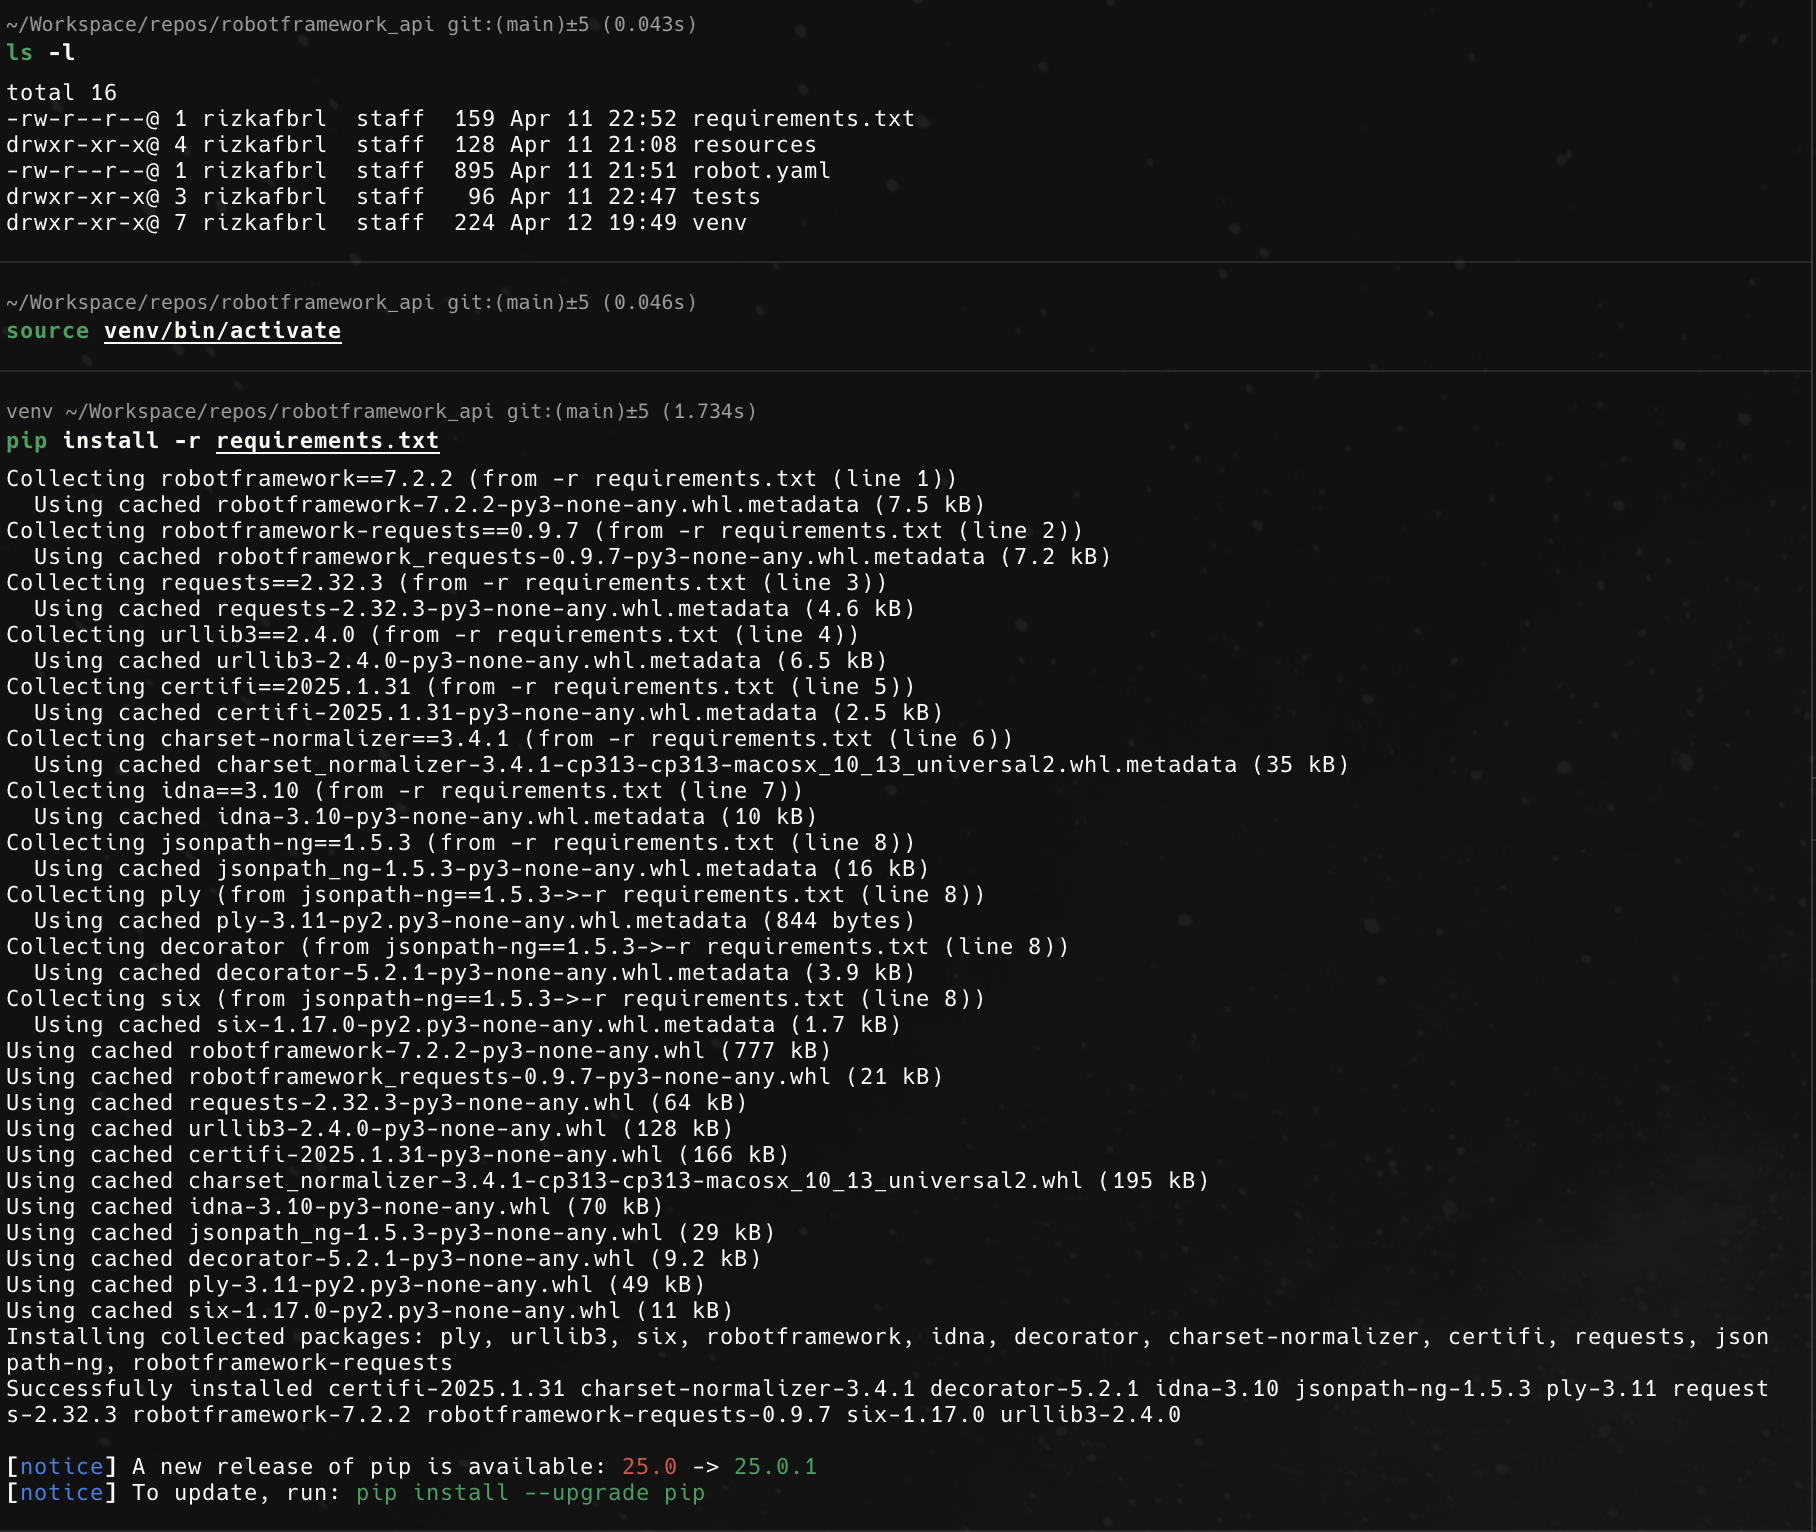 ~/Workspace/repos/robotframework_api git:(main)±5 (0.043s)
ls -l
total 16
-rw-r--r--@ 1 rizkafbrl  staff  159 Apr 11 22:52 requirements.txt
drwxr-xr-x@ 4 rizkafbrl  staff  128 Apr 11 21:08 resources
-rw-r--r--@ 1 rizkafbrl  staff  895 Apr 11 21:51 robot.yaml
drwxr-xr-x@ 3 rizkafbrl  staff   96 Apr 11 22:47 tests
drwxr-xr-x@ 7 rizkafbrl  staff  224 Apr 12 19:49 venv
~/Workspace/repos/robotframework_api git:(main)±5 (0.046s)
source venv/bin/activate
venv ~/Workspace/repos/robotframework_api git:(main)±5 (1.734s)
pip install -r requirements.txt
Collecting robotframework==7.2.2 (from -r requirements.txt (line 1))
  Using cached robotframework-7.2.2-py3-none-any.whl.metadata (7.5 kB)
Collecting robotframework-requests==0.9.7 (from -r requirements.txt (line 2))
  Using cached robotframework_requests-0.9.7-py3-none-any.whl.metadata (7.2 kB)
Collecting requests==2.32.3 (from -r requirements.txt (line 3))
  Using cached requests-2.32.3-py3-none-any.whl.metadata (4.6 kB)
Collecting urllib3==2.4.0 (from -r requirements.txt (line 4))
  Using cached urllib3-2.4.0-py3-none-any.whl.metadata (6.5 kB)
Collecting certifi==2025.1.31 (from -r requirements.txt (line 5))
  Using cached certifi-2025.1.31-py3-none-any.whl.metadata (2.5 kB)
Collecting charset-normalizer==3.4.1 (from -r requirements.txt (line 6))
  Using cached charset_normalizer-3.4.1-cp313-cp313-macosx_10_13_universal2.whl.metadata (35 kB)
Collecting idna==3.10 (from -r requirements.txt (line 7))
  Using cached idna-3.10-py3-none-any.whl.metadata (10 kB)
Collecting jsonpath-ng==1.5.3 (from -r requirements.txt (line 8))
  Using cached jsonpath_ng-1.5.3-py3-none-any.whl.metadata (16 kB)
Collecting ply (from jsonpath-ng==1.5.3->-r requirements.txt (line 8))
  Using cached ply-3.11-py2.py3-none-any.whl.metadata (844 bytes)
Collecting decorator (from jsonpath-ng==1.5.3->-r requirements.txt (line 8))
  Using cached decorator-5.2.1-py3-none-any.whl.metadata (3.9 kB)
Collecting six (from jsonpath-ng==1.5.3->-r requirements.txt (line 8))
  Using cached six-1.17.0-py2.py3-none-any.whl.metadata (1.7 kB)
Using cached robotframework-7.2.2-py3-none-any.whl (777 kB)
Using cached robotframework_requests-0.9.7-py3-none-any.whl (21 kB)
Using cached requests-2.32.3-py3-none-any.whl (64 kB)
Using cached urllib3-2.4.0-py3-none-any.whl (128 kB)
Using cached certifi-2025.1.31-py3-none-any.whl (166 kB)
Using cached charset_normalizer-3.4.1-cp313-cp313-macosx_10_13_universal2.whl (195 kB)
Using cached idna-3.10-py3-none-any.whl (70 kB)
Using cached jsonpath_ng-1.5.3-py3-none-any.whl (29 kB)
Using cached decorator-5.2.1-py3-none-any.whl (9.2 kB)
Using cached ply-3.11-py2.py3-none-any.whl (49 kB)
Using cached six-1.17.0-py2.py3-none-any.whl (11 kB)
Installing collected packages: ply, urllib3, six, robotframework, idna, decorator, charset-normalizer, certifi, requests, json
path-ng, robotframework-requests
Successfully installed certifi-2025.1.31 charset-normalizer-3.4.1 decorator-5.2.1 idna-3.10 jsonpath-ng-1.5.3 ply-3.11 request
s-2.32.3 robotframework-7.2.2 robotframework-requests-0.9.7 six-1.17.0 urllib3-2.4.0
[notice] A new release of pip is available: 25.0 -> 25.0.1
[notice] To update, run: pip install --upgrade pip